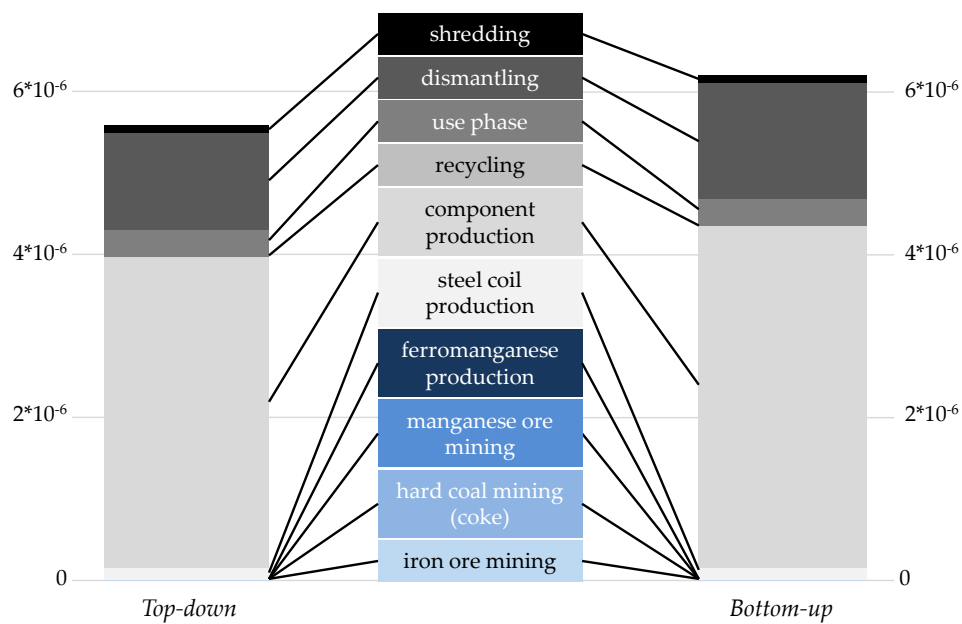 shredding
dismantling
use phase
recycling
component
production
steel coil
production
ferromanganese
production
manganese ore
mining
hard coal mining
(coke)
iron ore mining
6*10⁻⁶
4*10⁻⁶
2*10⁻⁶
0
6*10⁻⁶
4*10⁻⁶
2*10⁻⁶
0
Top-down
Bottom-up